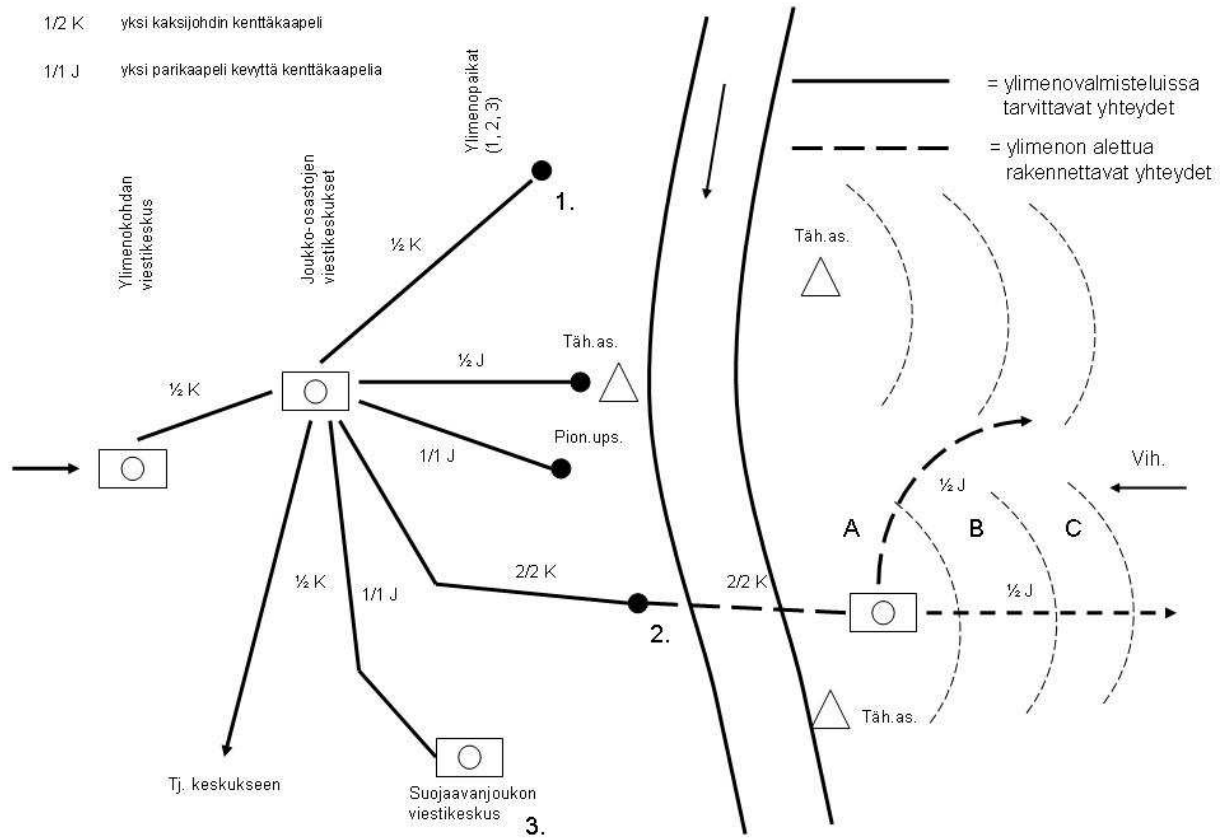 1/2 K yksi kaksijohdin kenttäkaapeli
1/1 J yksi parikaapeli kevyttä kenttäkaapelia
= ylimenovalmisteluissa
tarvittavat yhteydet
= ylimenon alettua
rakennettavat yhteydet
Ylimenokohdan
viestikeskus
Joukko-osastojen
viestikeskukset
Ylimenopaikat
(1, 2, 3)
1.
½ K
Täh.as.
½ J
Täh.as.
½ K
Pion.ups.
1/1 J
Vih.
½ J
A
B
C
½ K
1/1 J
2/2 K
2/2 K
½ J
2.
Täh.as.
Tj. keskukseen
Suojaavanjoukon
viestikeskus
3.